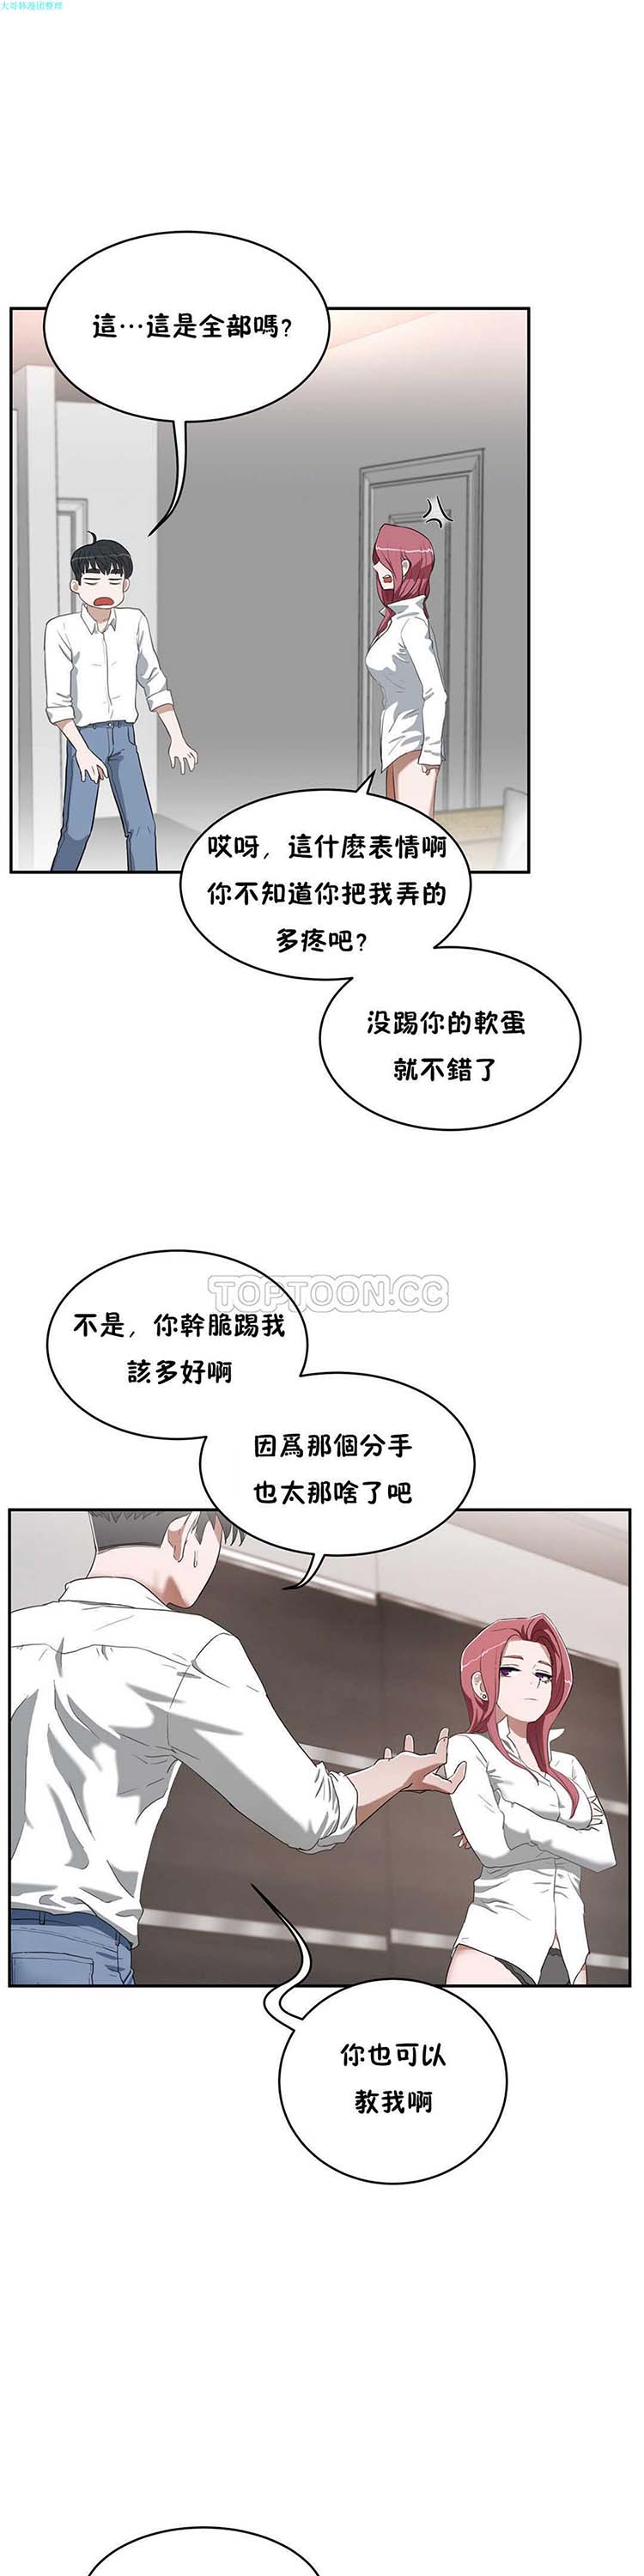 大哥韩漫团整理
這…這是全部嗎?
哎呀，這什麽表情啊
你不知道你把我弄的
多疼吧?
没踢你的軟蛋
就不錯了
TOPTOON.CC
不是，你幹脆踢我
該多好啊
因爲那個分手
也太那啥了吧
你也可以
教我啊